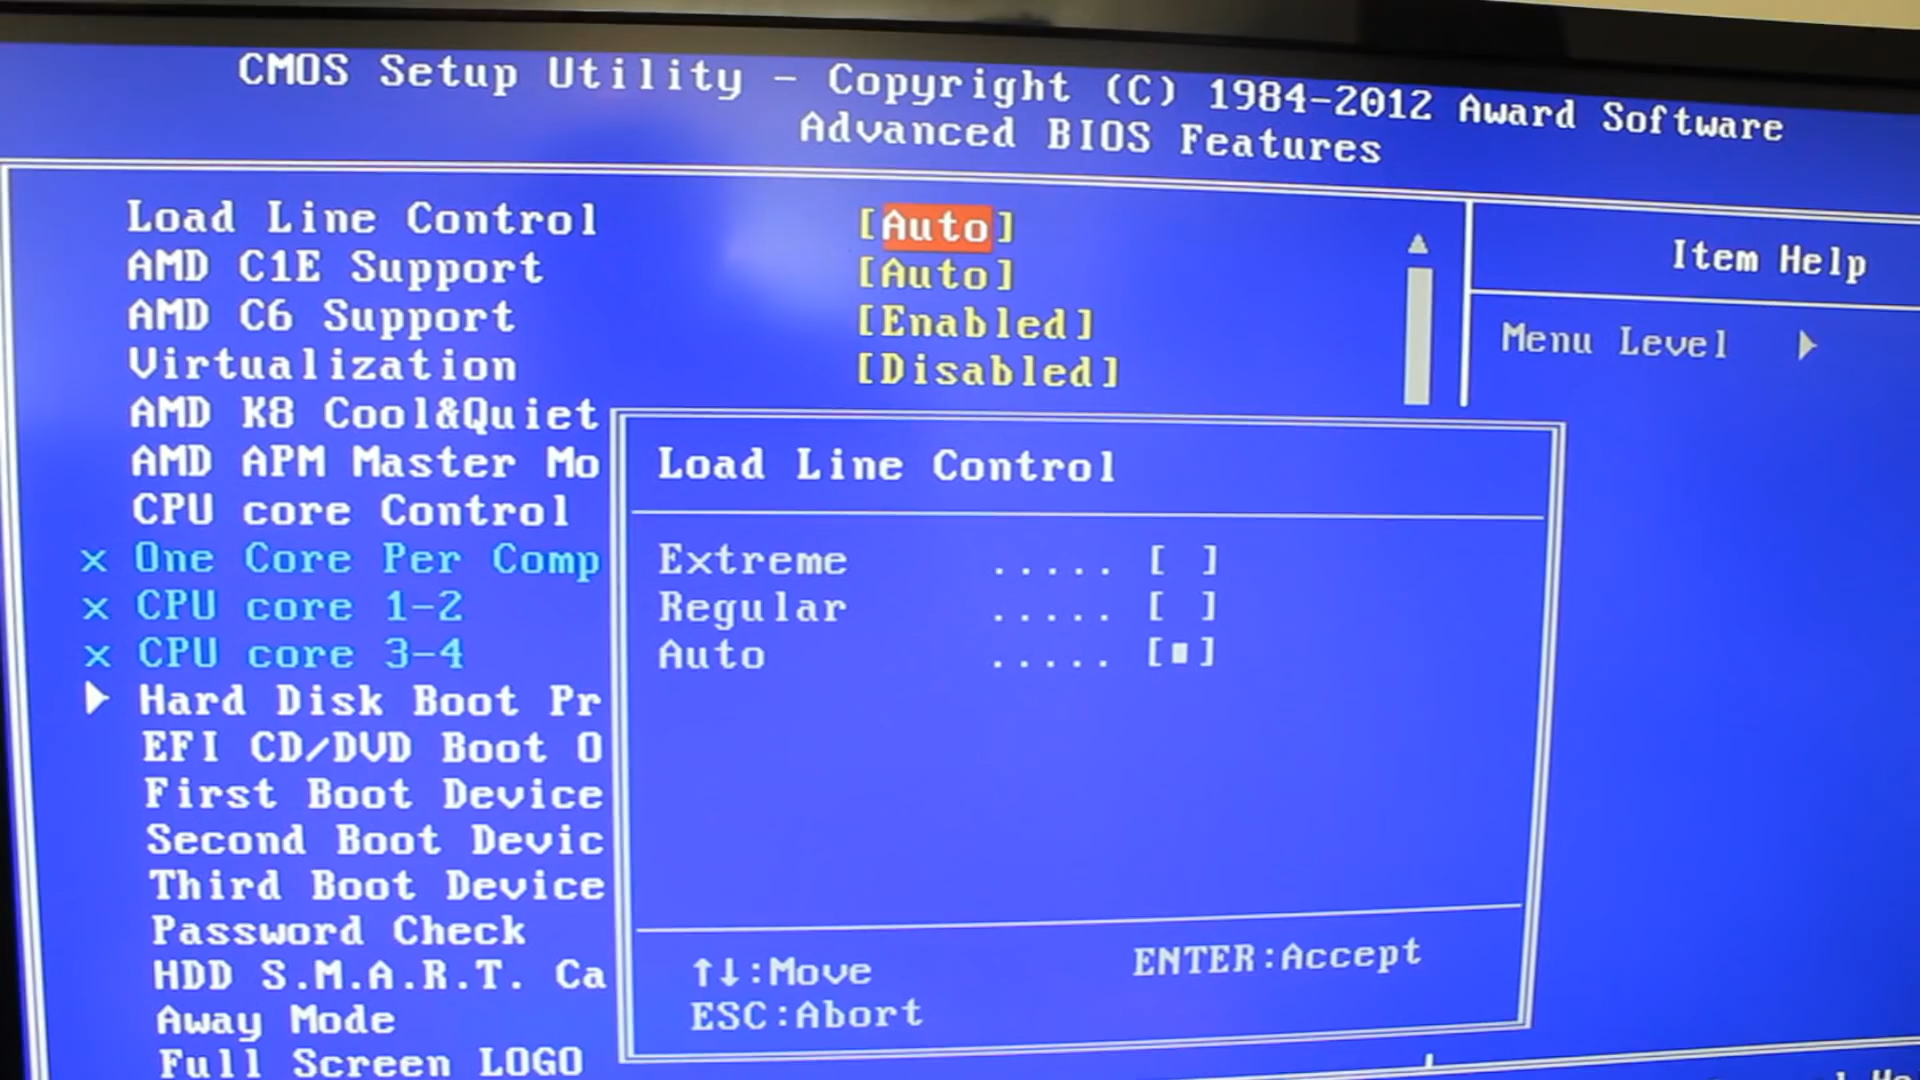 CMOS Setup Utility - Copyright (C) 1984-2012 Award Software
Advanced BIOS Features
Load Line Control [Auto]
AMD C1E Support [Auto]
AMD C6 Support [Enabled]
Virtualization [Disabled]
AMD K8 Cool&Quiet
AMD APM Master Mo
CPU core Control
x One Core Per Comp
x CPU core 1-2
x CPU core 3-4
Hard Disk Boot Pr
EFI CD/DVD Boot O
First Boot Device
Second Boot Devic
Third Boot Device
Password Check
HDD S.M.A.R.T. Ca
Away Mode
Full Screen LOGO
Item Help
Menu Level ▶
Load Line Control
Extreme ..... [ ]
Regular ..... [ ]
Auto ..... [■]
↑↓:Move ENTER:Accept
ESC:Abort